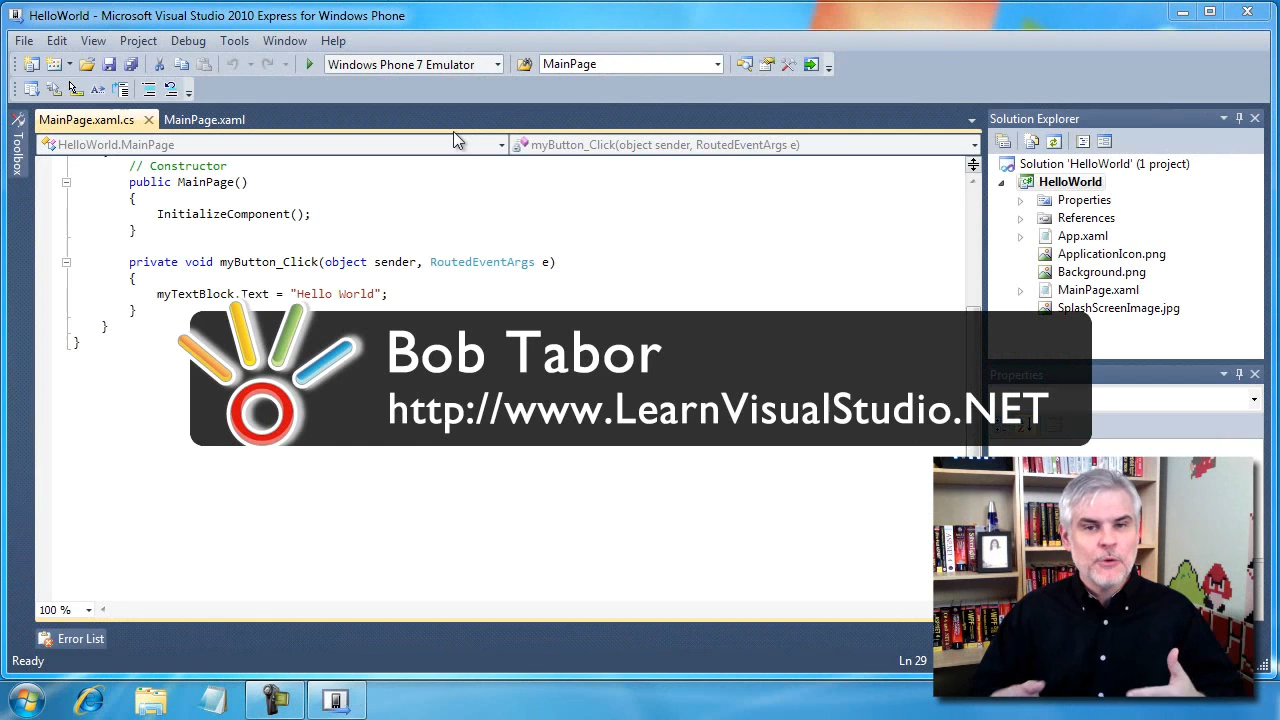 HelloWorld - Microsoft Visual Studio 2010 Express for Windows Phone
File Edit View Project Debug Tools Window Help
Windows Phone 7 Emulator MainPage
MainPage.xaml.cs MainPage.xaml
HelloWorld.MainPage myButton_Click(object sender, RoutedEventArgs e)
Toolbox
// Constructor
public MainPage()
{
InitializeComponent();
}
private void myButton_Click(object sender, RoutedEventArgs e)
{
myTextBlock.Text = "Hello World";
}
}
}
Solution Explorer
Solution 'HelloWorld' (1 project)
HelloWorld
Properties
References
App.xaml
ApplicationIcon.png
Background.png
MainPage.xaml
SplashScreenImage.jpg
Properties
Bob Tabor
http://www.LearnVisualStudio.NET
100 %
Error List
Ready Ln 29